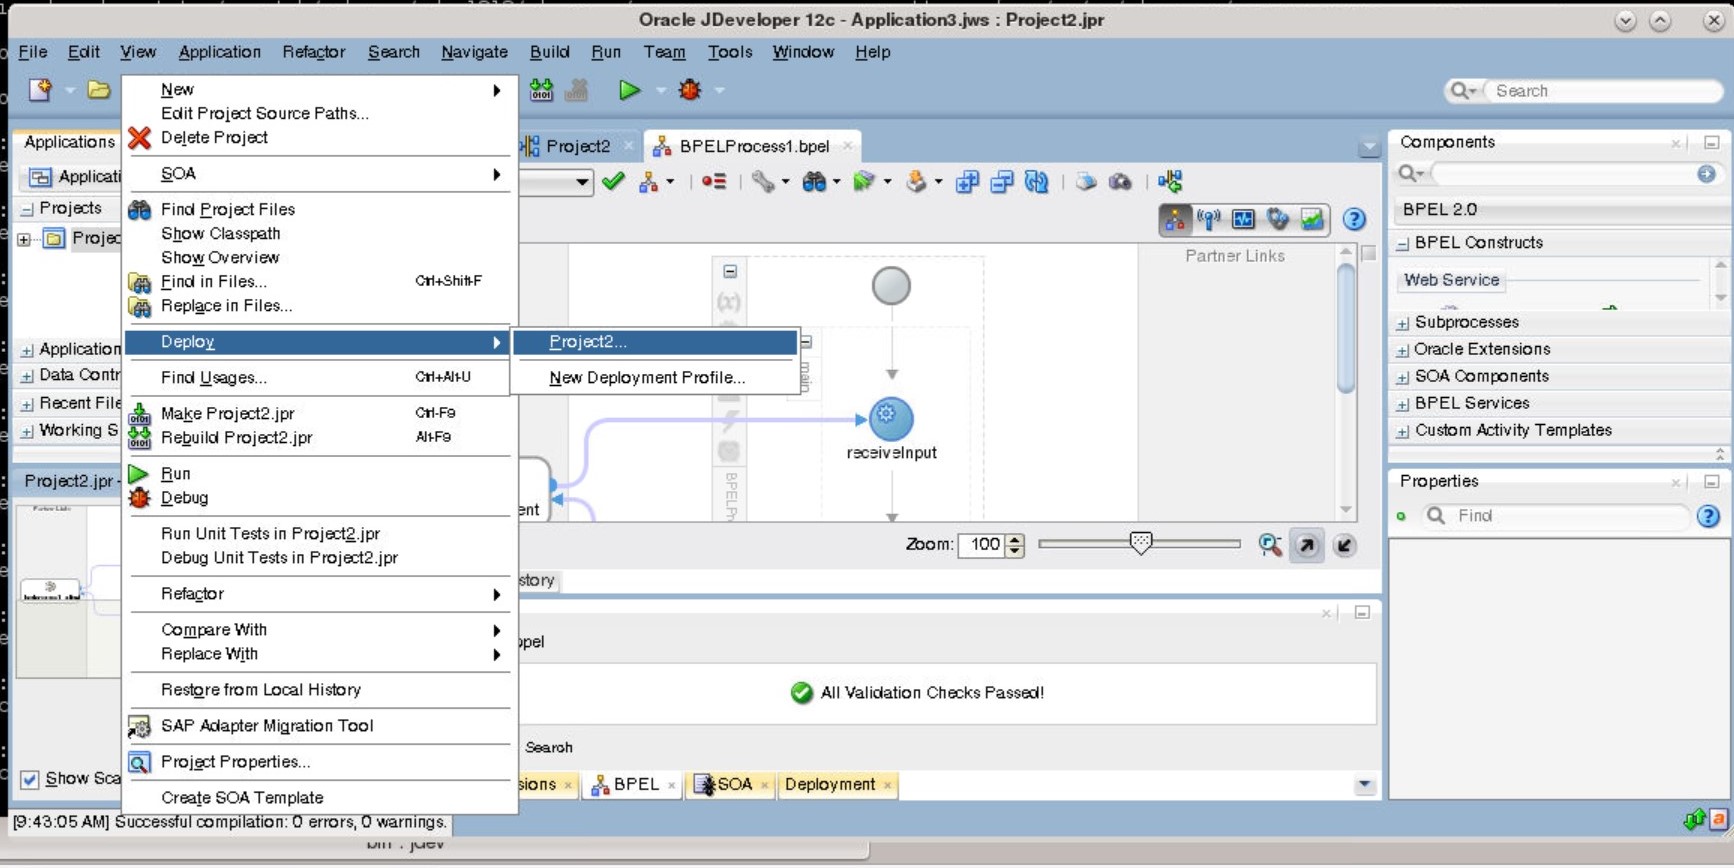 Oracle JDeveloper 12c - Application3.jws : Project2.jpr
File Edit View Application Refactor Search Navigate Build Run Team Tools Window Help
Search
Applications
Applicati
Projects
Projec
Application
Data Contr
Recent File
Working S
Project2.jpr -
Show Sca
New
Edit Project Source Paths...
Delete Project
SOA
Find Project Files
Show Classpath
Show Overview
Find in Files... Ctrl+Shift-F
Replace in Files...
Deploy
Find Usages... Ctrl+Alt-U
Make Project2.jpr Ctrl-F9
Rebuild Project2.jpr Alt-F9
Run
Debug
Run Unit Tests in Project2.jpr
Debug Unit Tests in Project2.jpr
Refactor
Compare With
Replace With
Restore from Local History
SAP Adapter Migration Tool
Project Properties...
Create SOA Template
Project2...
New Deployment Profile...
Project2
BPELProcess1.bpel
Partner Links
main
receiveInput
BPELPr
ent
Zoom: 100
story
bpel
All Validation Checks Passed!
Search
sions
BPEL
SOA
Deployment
Components
BPEL 2.0
BPEL Constructs
Web Service
Subprocesses
Oracle Extensions
SOA Components
BPEL Services
Custom Activity Templates
Properties
Find
[9:43:05 AM] Successful compilation: 0 errors, 0 warnings.
bin : jdev